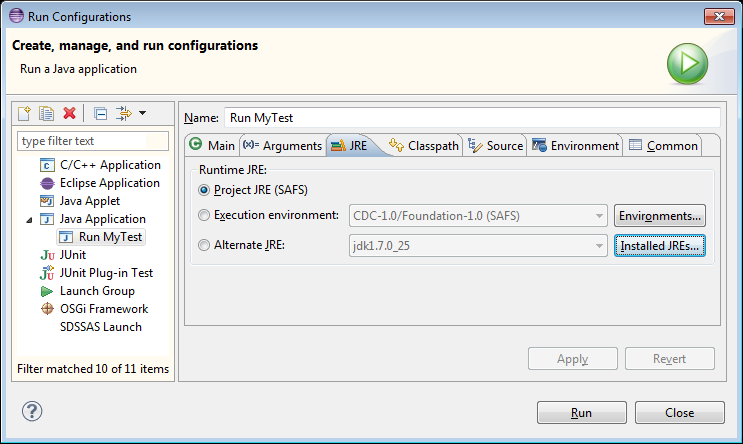 Run Configurations
Create, manage, and run configurations
Run a Java application
type filter text
C/C++ Application
Eclipse Application
Java Applet
Java Application
Run MyTest
JUnit
JUnit Plug-in Test
Launch Group
OSGi Framework
SDSSAS Launch
Filter matched 10 of 11 items
Name: Run MyTest
Main (x)= Arguments JRE Classpath Source Environment Common
Runtime JRE:
Project JRE (SAFS)
Execution environment: CDC-1.0/Foundation-1.0 (SAFS) Environments...
Alternate JRE: jdk1.7.0_25 Installed JREs...
Apply Revert
Run Close